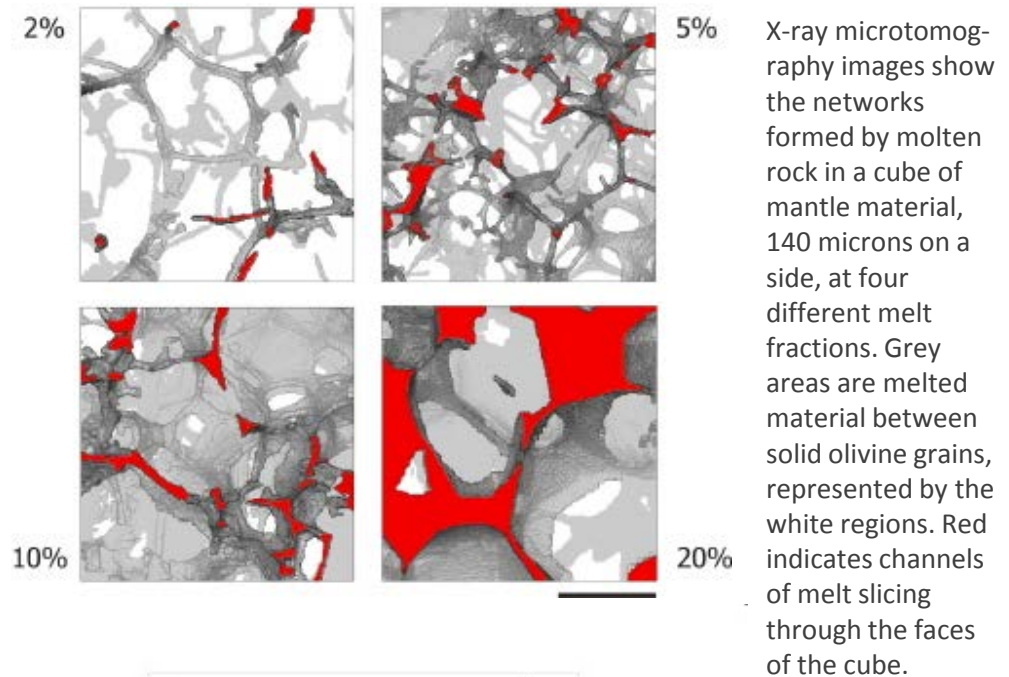 2%
5%
10%
20%
X-ray microtomog-
raphy images show
the networks
formed by molten
rock in a cube of
mantle material,
140 microns on a
side, at four
different melt
fractions. Grey
areas are melted
material between
solid olivine grains,
represented by the
white regions. Red
indicates channels
of melt slicing
through the faces
of the cube.